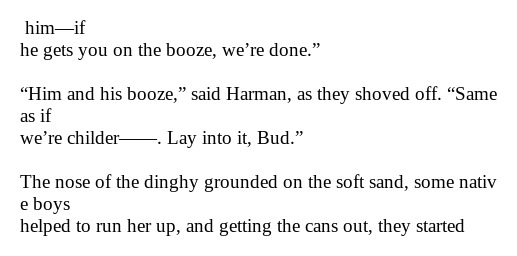 him—if
he gets you on the booze, we’re done.”
“Him and his booze,” said Harman, as they shoved off. “Same
as if
we’re childer——. Lay into it, Bud.”
The nose of the dinghy grounded on the soft sand, some nativ
e boys
helped to run her up, and getting the cans out, they started